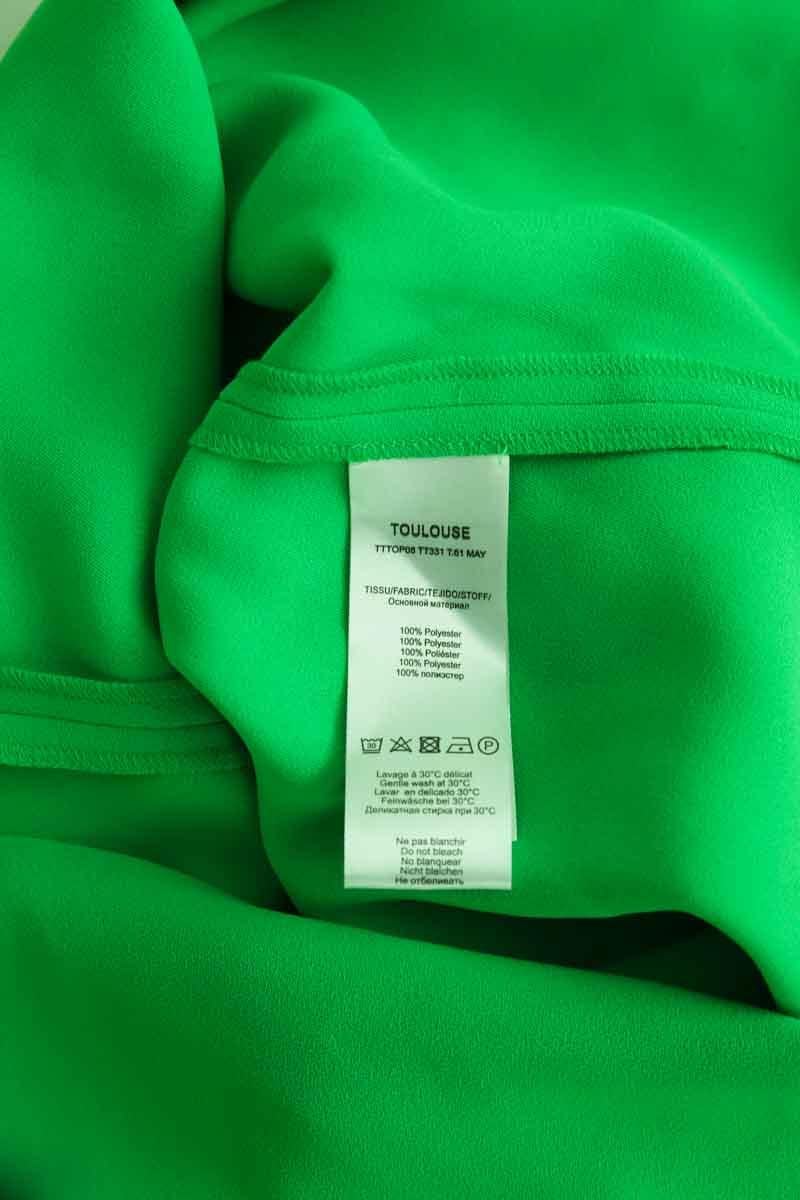 TOULOUSE
TTTOP06 TT331 T.61 MAY
TISSU/FABRIC/TEJIDO/STOFF/
Основной материал
100% Polyester
100% Polyester
100% Poliéster
100% Polyester
100% полиэстер
30 P
Lavage à 30°C délicat
Gentle wash at 30°C
Lavar en delicado 30°C
Feinwäsche bei 30°C
Деликатная стирка при 30°C
Ne pas blanchir
Do not bleach
No blanquear
Nicht bleichen
Не отбеливать